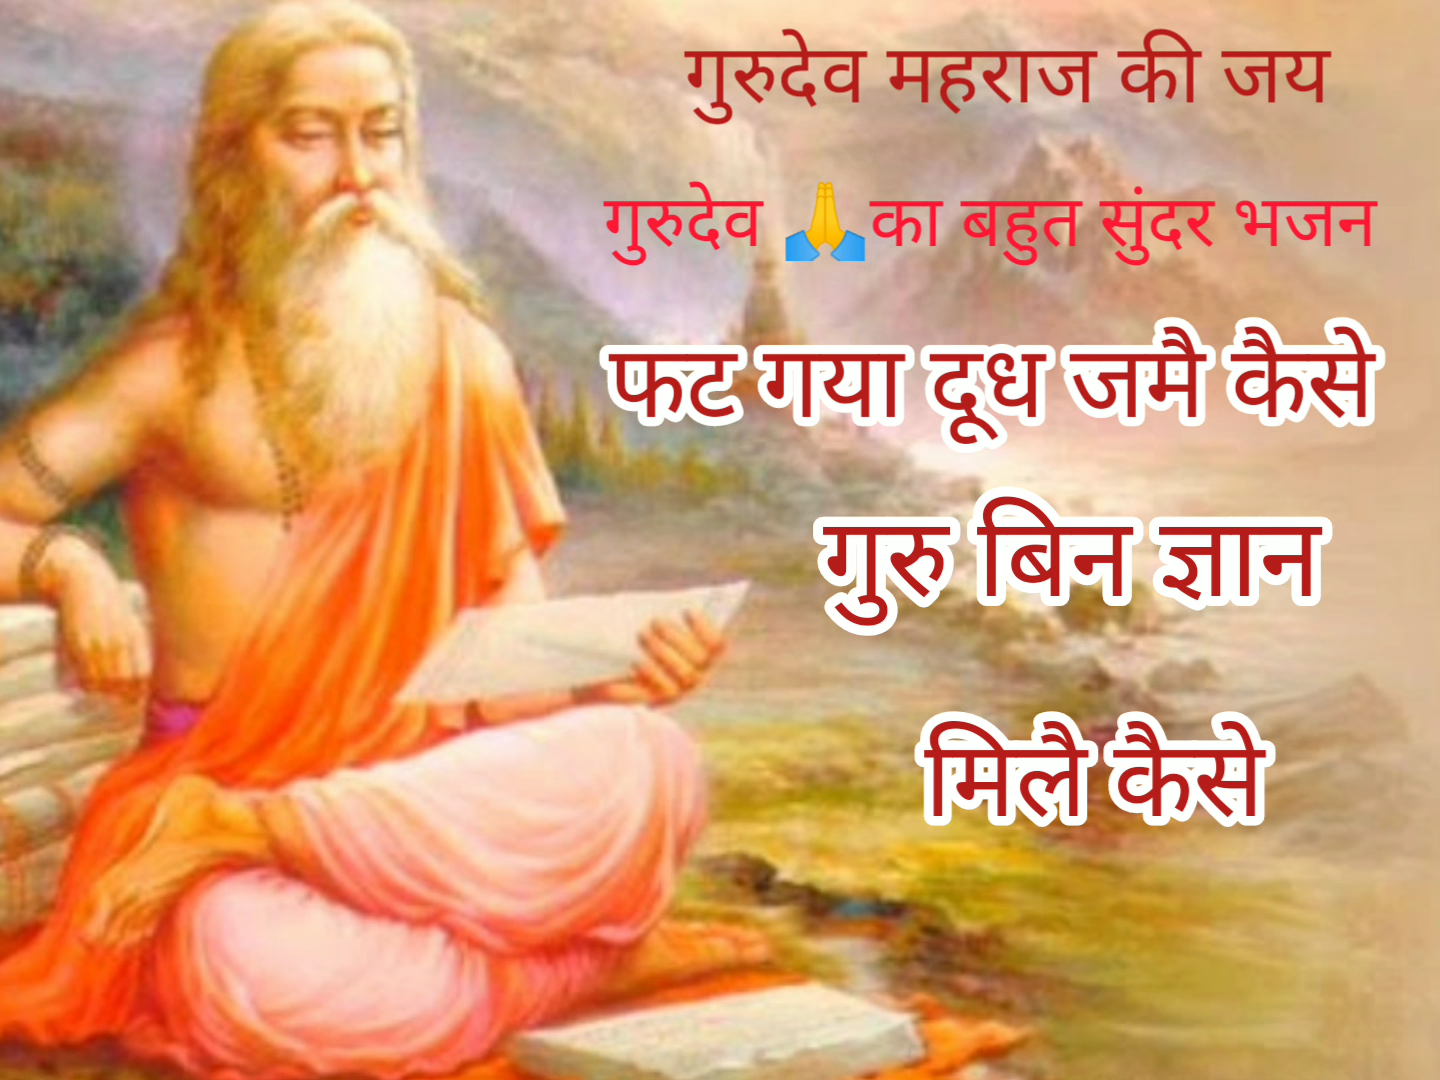 गुरुदेव महराज की जय
गुरुदेव 🙏का बहुत सुंदर भजन
फट गया दूध जमै कैसे
गुरु बिन ज्ञान
मिलै कैसे